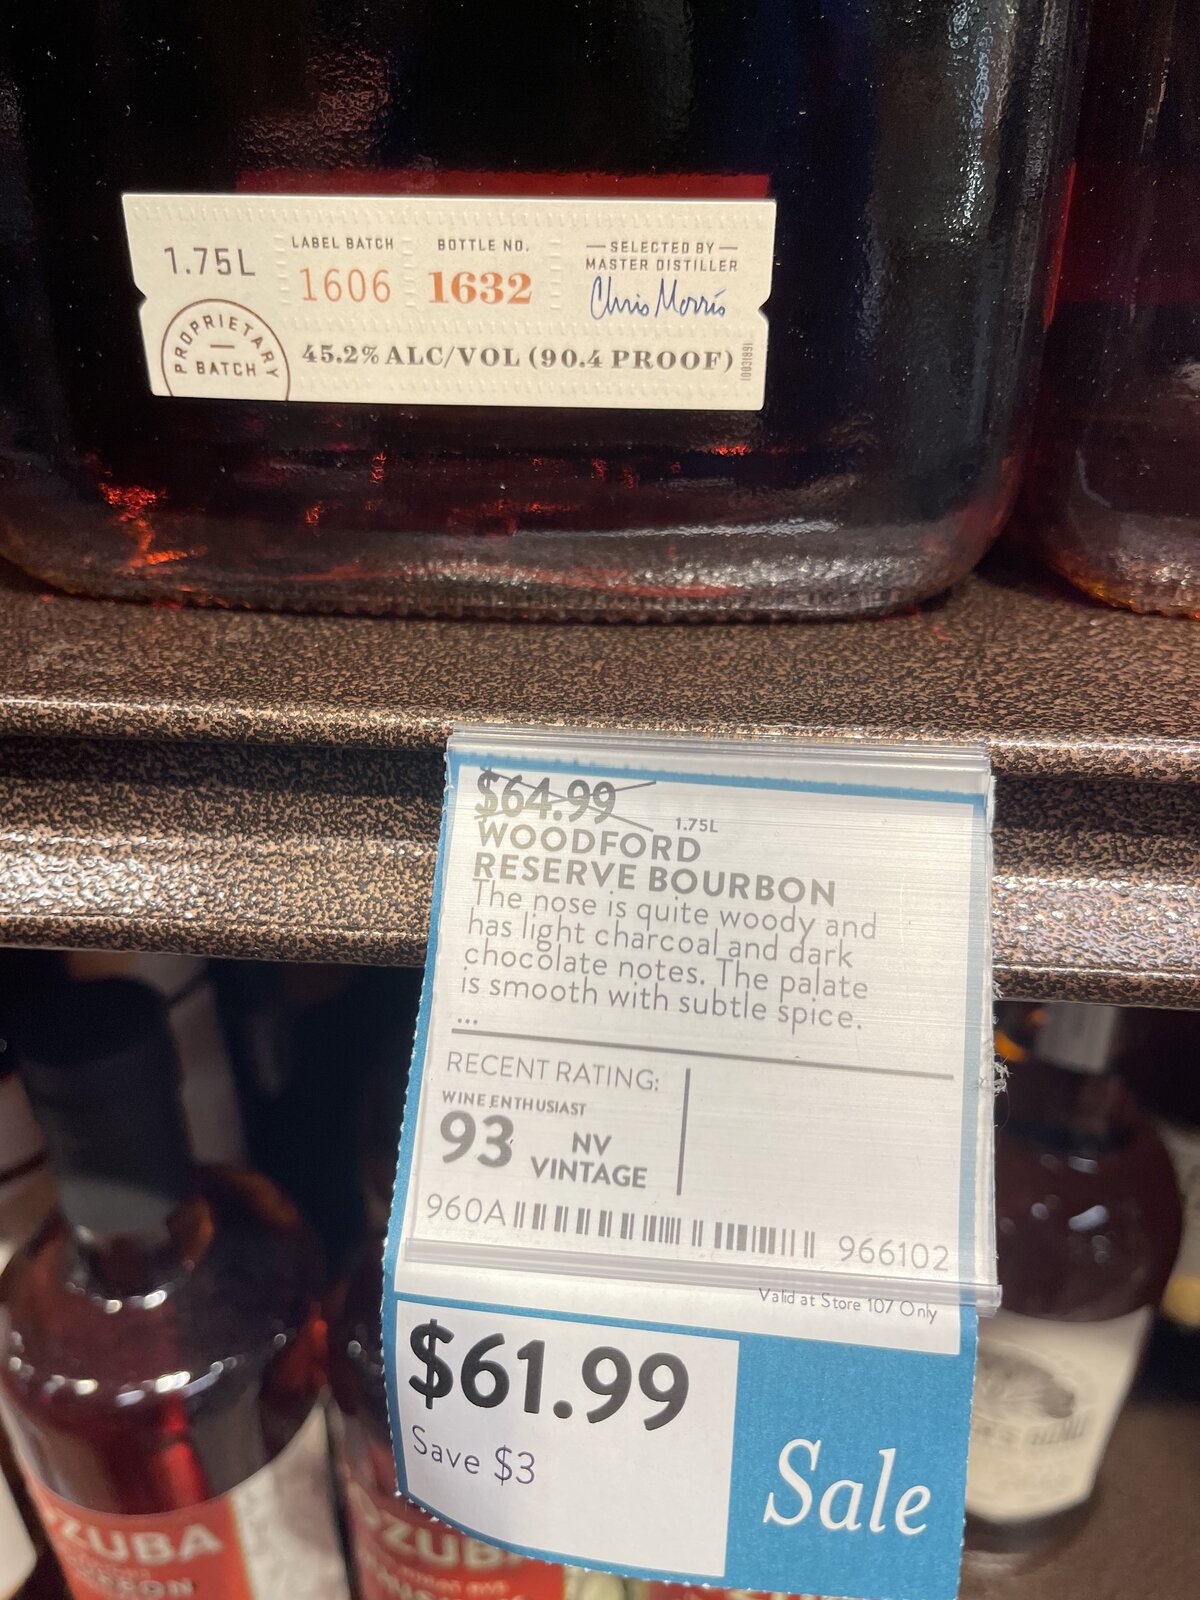 1.75L
LABEL BATCH
1606
BOTTLE NO.
1632
SELECTED BY
MASTER DISTILLER
Chris Morris
PROPRIETARY
BATCH
45.2% ALC/VOL (90.4 PROOF)
$64.99
1.75L
WOODFORD
RESERVE BOURBON
The nose is quite woody and
has light charcoal and dark
chocolate notes. The palate
is smooth with subtle spice.
...
RECENT RATING:
WINE ENTHUSIAST
93
NV
VINTAGE
960A
966102
Valid at Store 107 Only
$61.99
Save $3
Sale
ZUBA